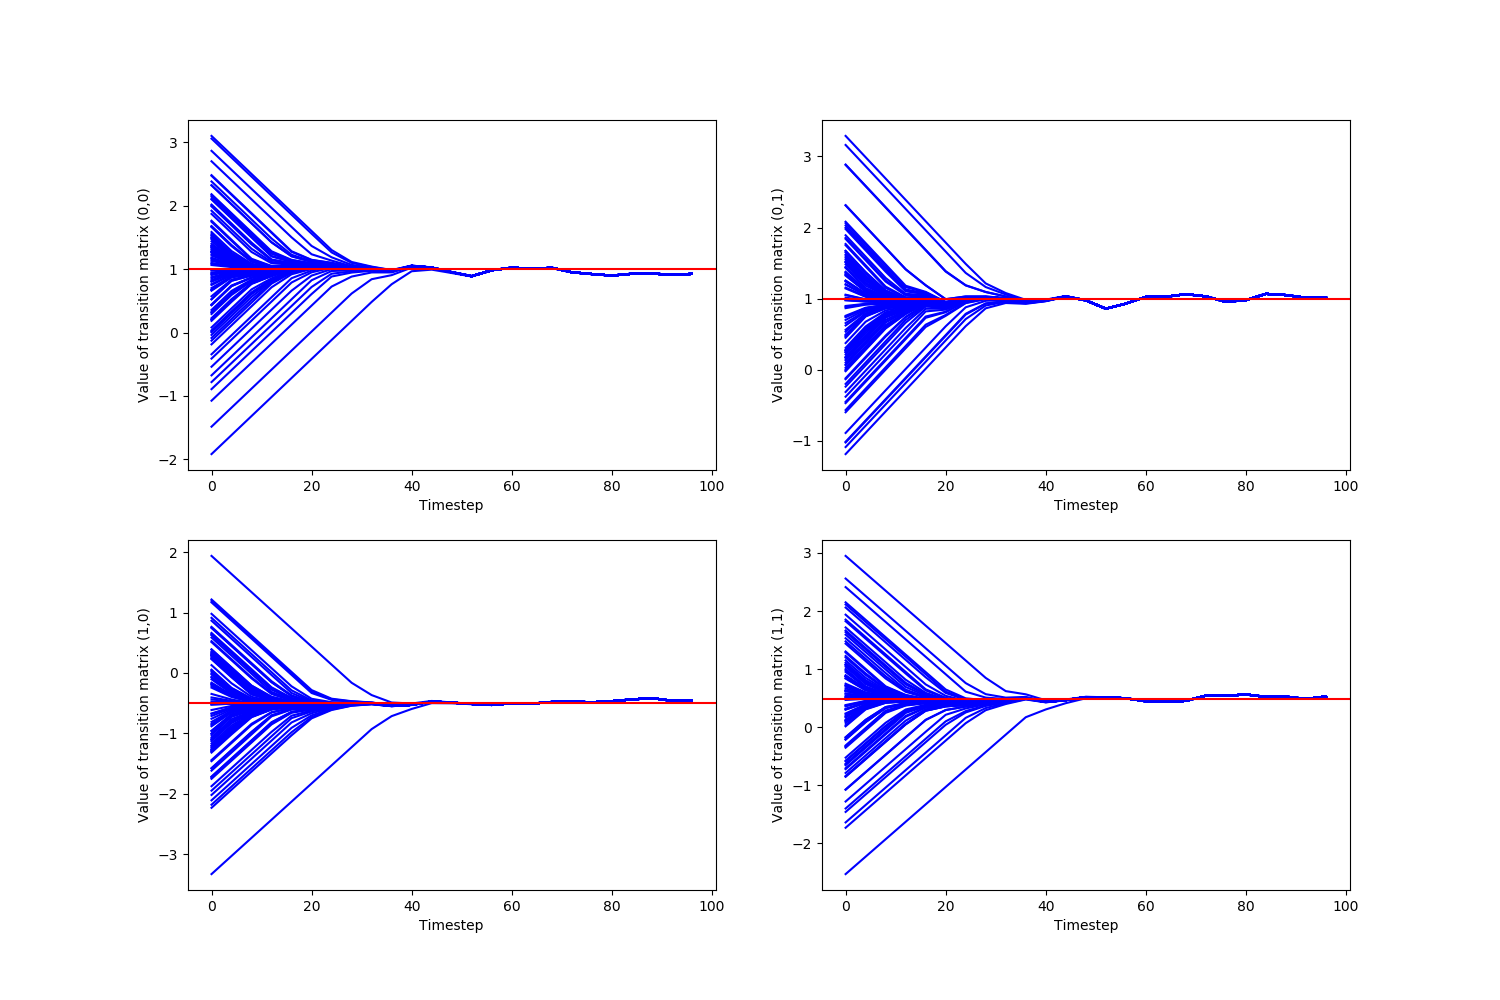 3
2
1
0
−1
−2
Value of transition matrix (0,0)
0 20 40 60 80 100
Timestep
3
2
1
0
−1
Value of transition matrix (0,1)
0 20 40 60 80 100
Timestep
2
1
0
−1
−2
−3
Value of transition matrix (1,0)
0 20 40 60 80 100
Timestep
3
2
1
0
−1
−2
Value of transition matrix (1,1)
0 20 40 60 80 100
Timestep